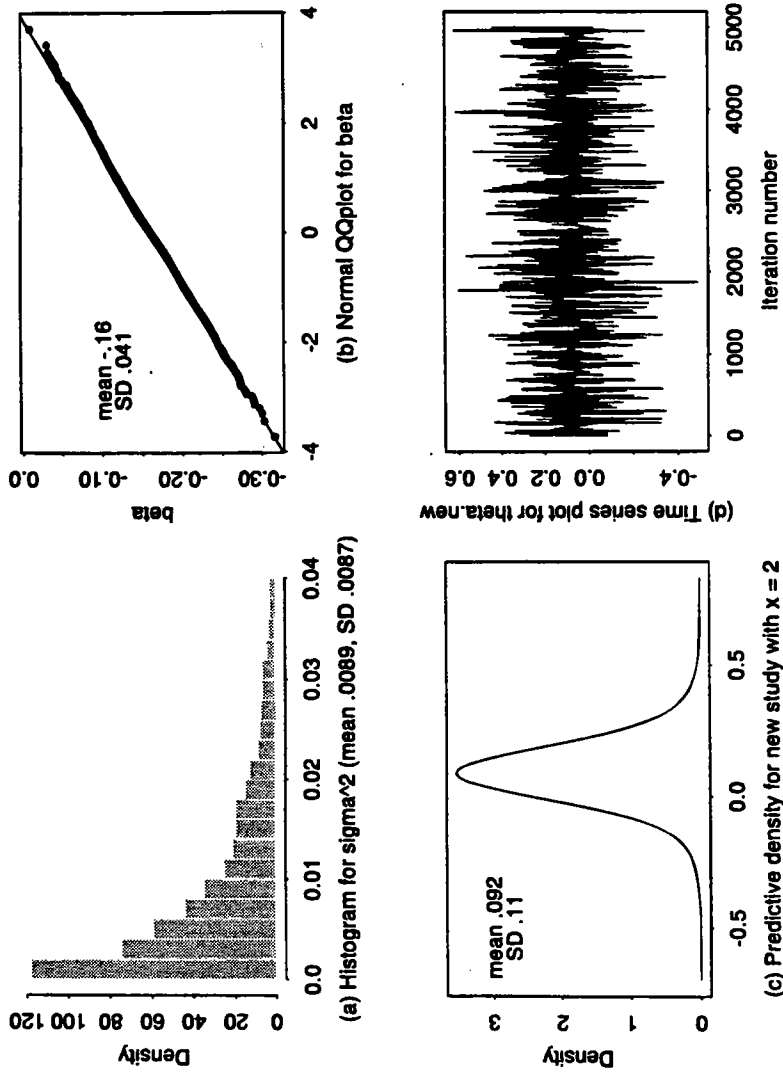 Density
0 20 40 60 80 100 120
0.0 0.01 0.02 0.03 0.04
(a) Histogram for sigma^2 (mean .0089, SD .0087)
beta
-0.30 -0.20 -0.10 0.0
mean -.16
SD .041
-4 -2 0 2 4
(b) Normal QQplot for beta
Density
0 1 2 3
mean .092
SD .11
-0.5 0.0 0.5
(c) Predictive density for new study with x = 2
(d) Time series plot for theta.new
-0.4 0.0 0.2 0.4 0.6
0 1000 2000 3000 4000 5000
Iteration number